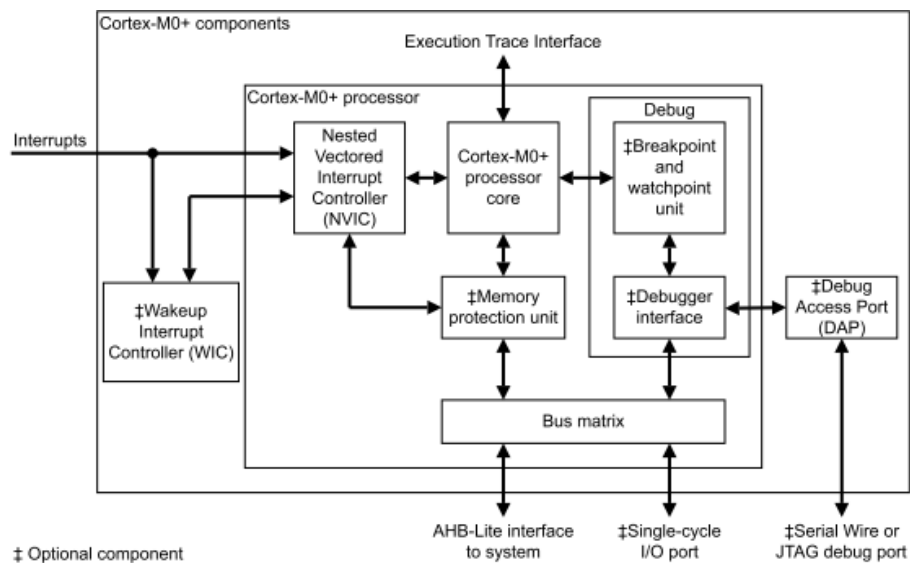 Cortex-M0+ components
Execution Trace Interface
Cortex-M0+ processor
Debug
Interrupts
Nested
Vectored
Interrupt
Controller
(NVIC)
Cortex-M0+
processor
core
‡Breakpoint
and
watchpoint
unit
‡Wakeup
Interrupt
Controller (WIC)
‡Memory
protection unit
‡Debugger
interface
‡Debug
Access Port
(DAP)
Bus matrix
AHB-Lite interface
to system
‡Single-cycle
I/O port
‡Serial Wire or
JTAG debug port
‡ Optional component